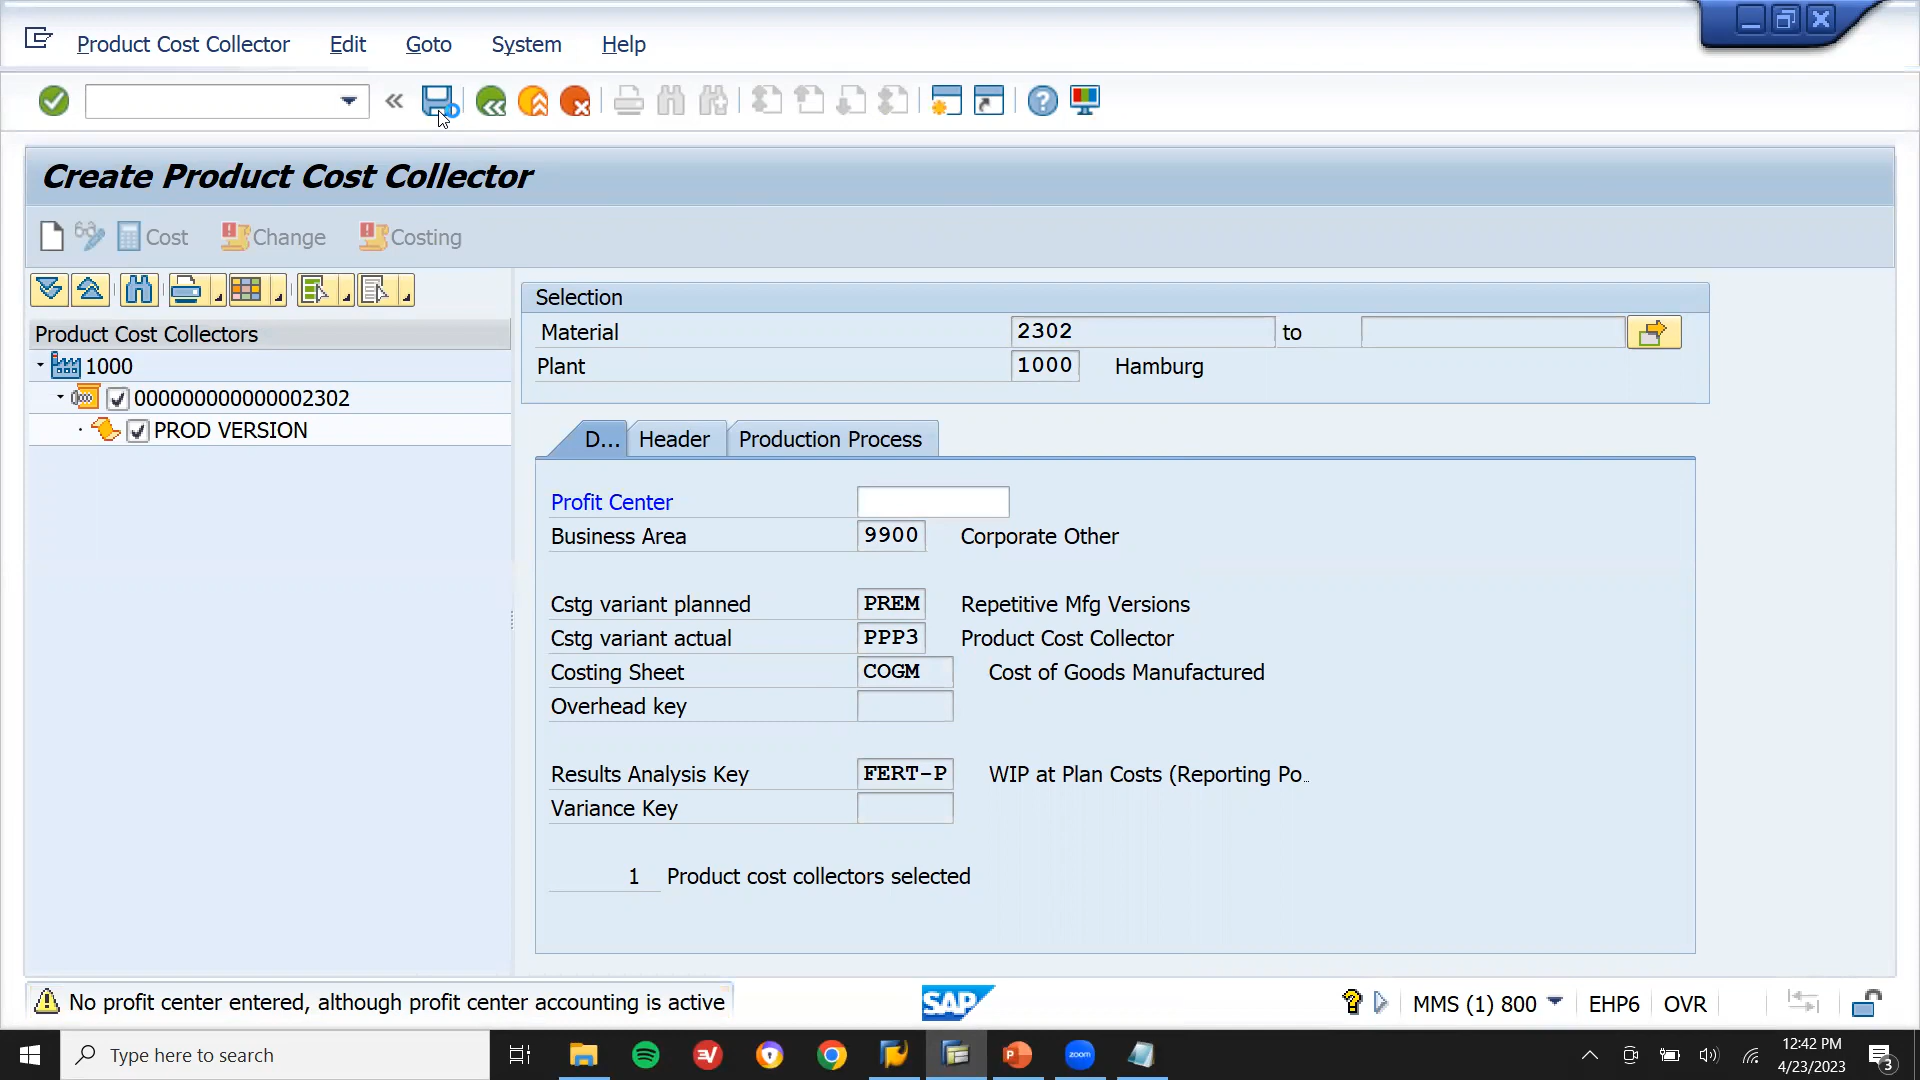 Product Cost Collector Edit Goto System Help
Create Product Cost Collector
Cost Change Costing
Product Cost Collectors
1000
000000000000002302
PROD VERSION
Selection
Material 2302 to
Plant 1000 Hamburg
D... Header Production Process
Profit Center
Business Area 9900 Corporate Other
Cstg variant planned PREM Repetitive Mfg Versions
Cstg variant actual PPP3 Product Cost Collector
Costing Sheet COGM Cost of Goods Manufactured
Overhead key
Results Analysis Key FERT-P WIP at Plan Costs (Reporting Po...
Variance Key
1 Product cost collectors selected
No profit center entered, although profit center accounting is active
SAP
MMS (1) 800 EHP6 OVR
Type here to search
zoom
12:42 PM
4/23/2023
3